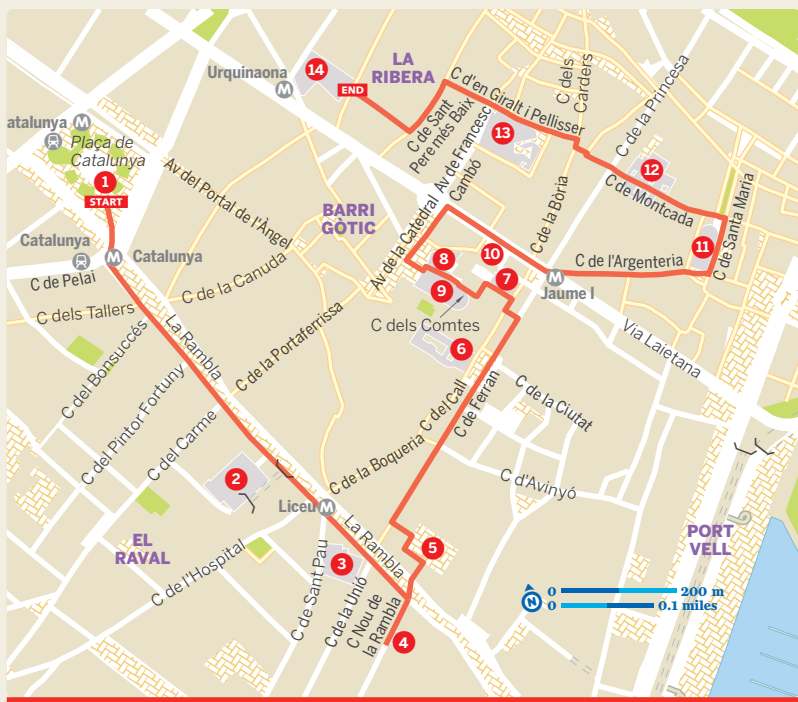 LA
RIBERA
Urquinaona
M
14
END
C d'en Giralt i Pellisser
C dels
Carders
C de la Princesa
atalunya
M
Plaça de
Catalunya
1
START
C de Sant
Pere més Baix
Av de Francesc
Cambó
13
12
C de Montcada
Av del Portal de l'Àngel
BARRI
GÒTIC
Av de la Catedral
C de la Bòria
C de Santa Maria
11
C de l'Argenteria
8
10
7
9
M
Jaume I
Catalunya
M
Catalunya
C de Pelai
C de la Canuda
C dels Tallers
C dels Comtes
Via Laietana
La Rambla
C de la Portaferrissa
6
C del Bonsuccés
C del Pintor Fortuny
C del Carme
C del Call
C de Ferran
C de la Ciutat
C de la Boqueria
C d'Avinyó
2
Liceu
M
La Rambla
EL
RAVAL
C de l'Hospital
3
5
PORT
VELL
C de Sant Pau
C de la Unió
C Nou de
la Rambla
4
N
0
200 m
0
0.1 miles